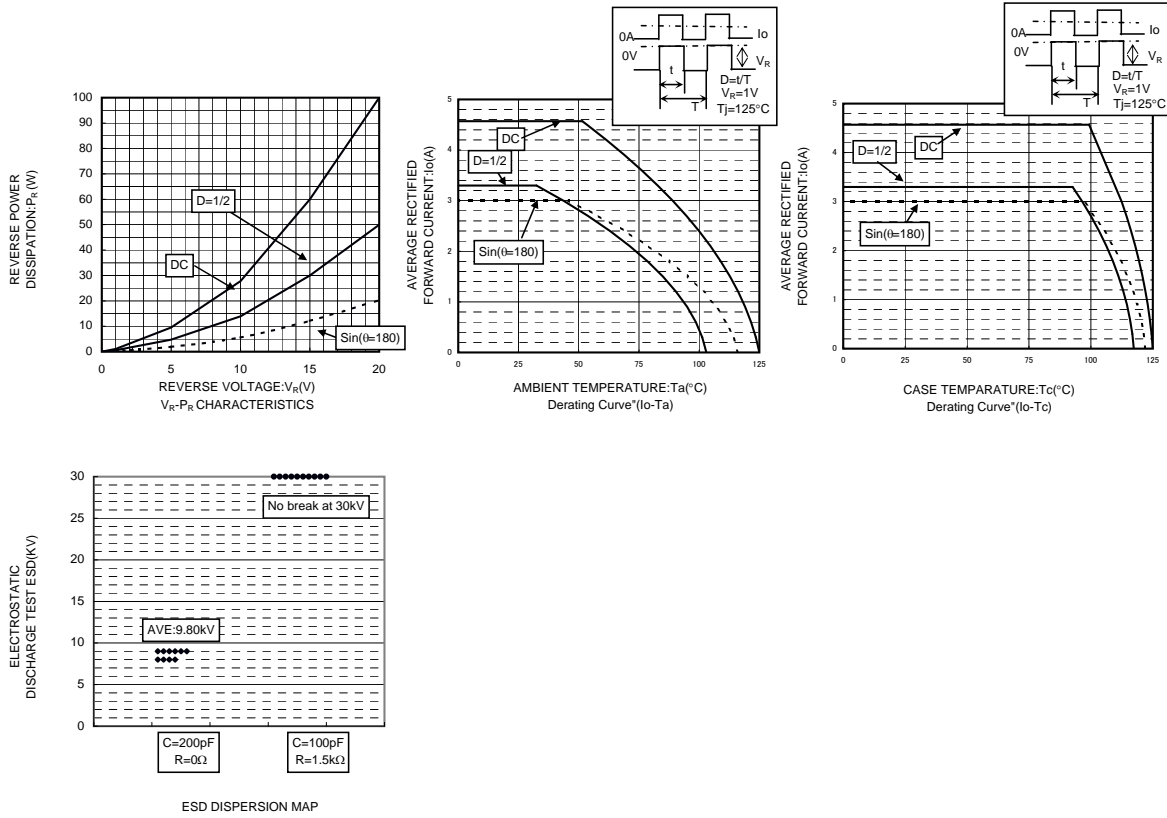 REVERSE POWER
DISSIPATION:PR (W)
100
90
80
70
60
50
40
30
20
10
0
D=1/2
DC
Sin(θ=180)
0 5 10 15 20
REVERSE VOLTAGE:VR(V)
VR-PR CHARACTERISTICS
0A
Io
0V
VR
t
T
D=t/T
VR=1V
Tj=125°C
AVERAGE RECTIFIED
FORWARD CURRENT:Io(A)
5
4
3
2
1
0
DC
D=1/2
Sin(θ=180)
0 25 50 75 100 125
AMBIENT TEMPERATURE:Ta(°C)
Derating Curve"(Io-Ta)
0A
Io
0V
VR
t
T
D=t/T
VR=1V
Tj=125°C
AVERAGE RECTIFIED
FORWARD CURRENT:Io(A)
5
4
3
2
1
0
D=1/2
DC
Sin(θ=180)
0 25 50 75 100 125
CASE TEMPARATURE:Tc(°C)
Derating Curve"(Io-Tc)
ELECTROSTATIC
DISCHARGE TEST ESD(KV)
30
25
20
15
10
5
0
No break at 30kV
AVE:9.80kV
C=200pF
R=0Ω
C=100pF
R=1.5kΩ
ESD DISPERSION MAP